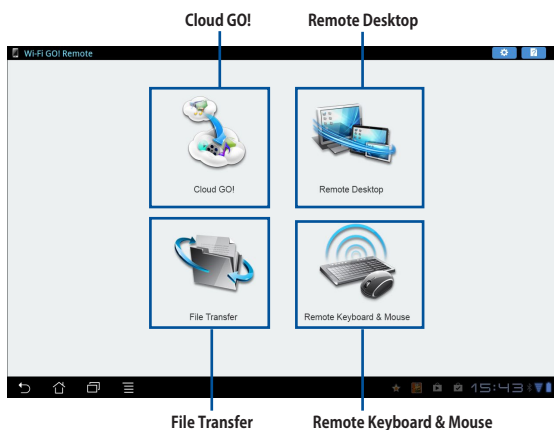 Cloud GO! Remote Desktop
Wi-Fi GO! Remote
Cloud GO! Remote Desktop
File Transfer Remote Keyboard & Mouse
15:43
File Transfer Remote Keyboard & Mouse